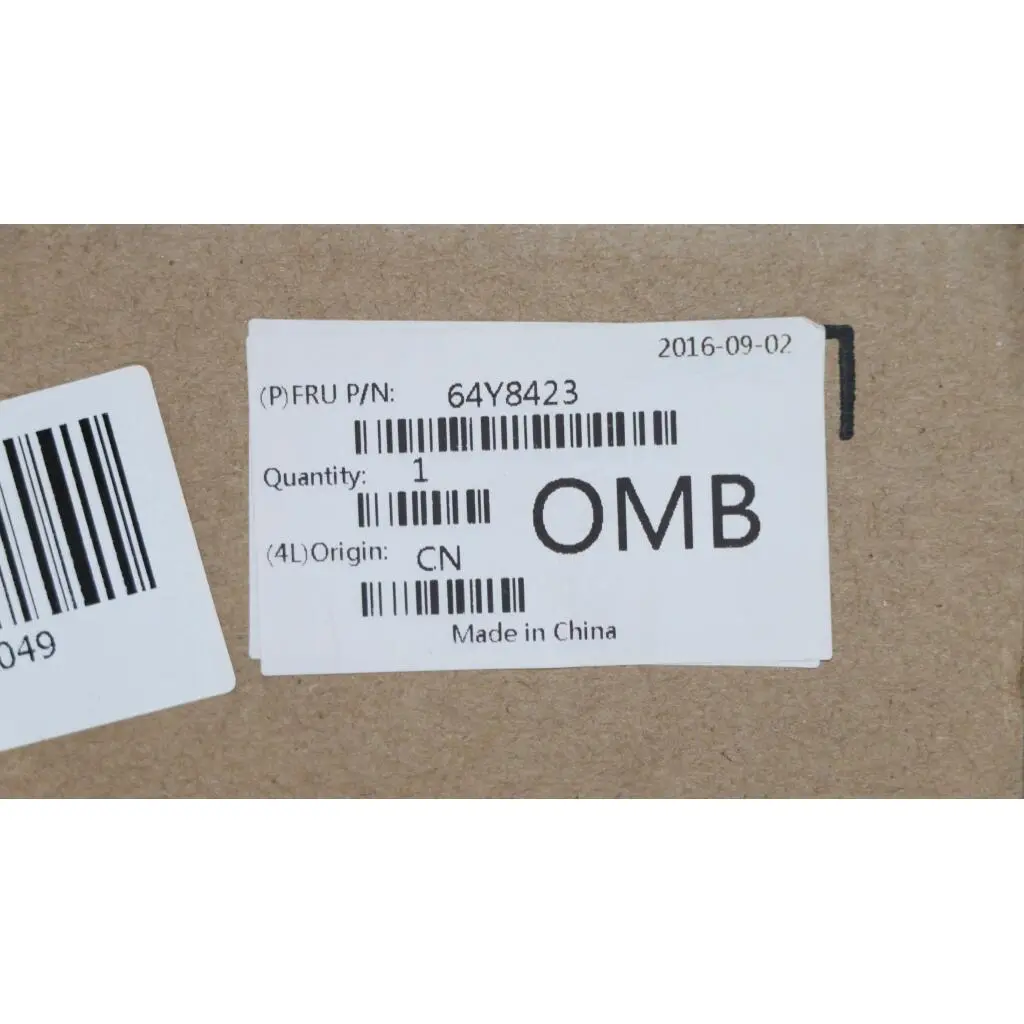 2016-09-02
(P)FRU P/N: 64Y8423
Quantity: 1
OMB
(4L)Origin: CN
Made in China
049